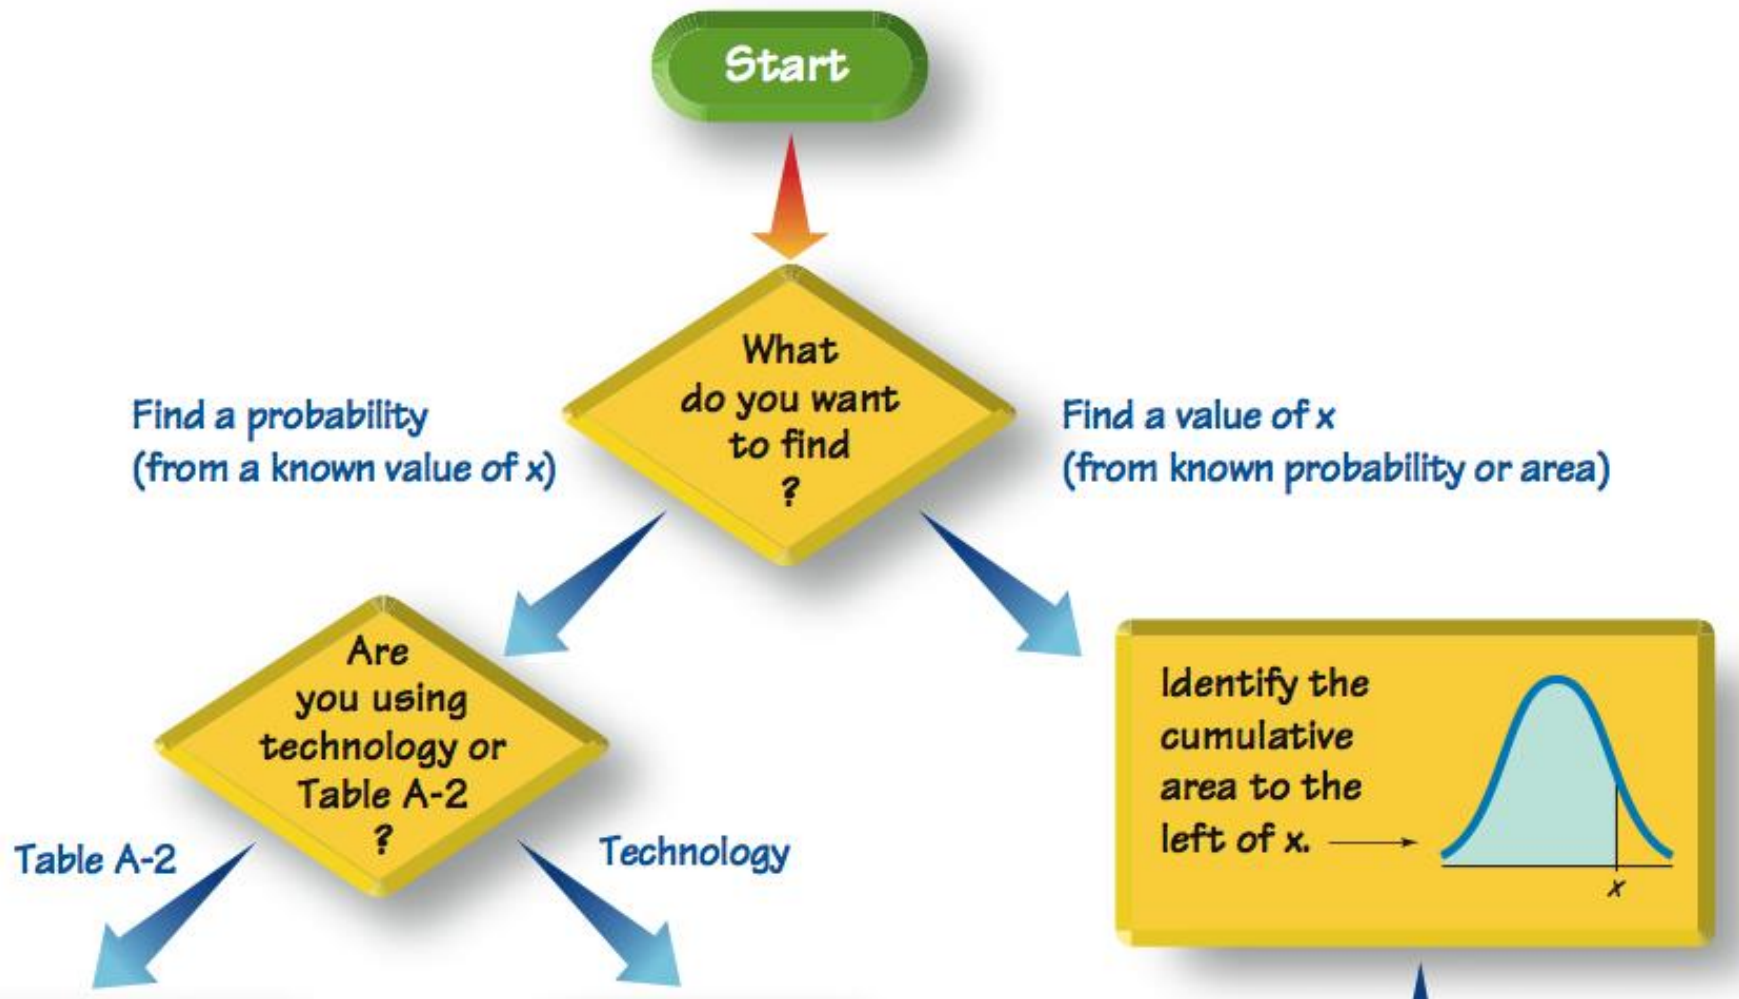 Start
What
do you want
to find
?
Find a probability
(from a known value of x)
Find a value of x
(from known probability or area)
Are
you using
technology or
Table A-2
?
Table A-2
Technology
Identify the
cumulative
area to the
left of x.
x